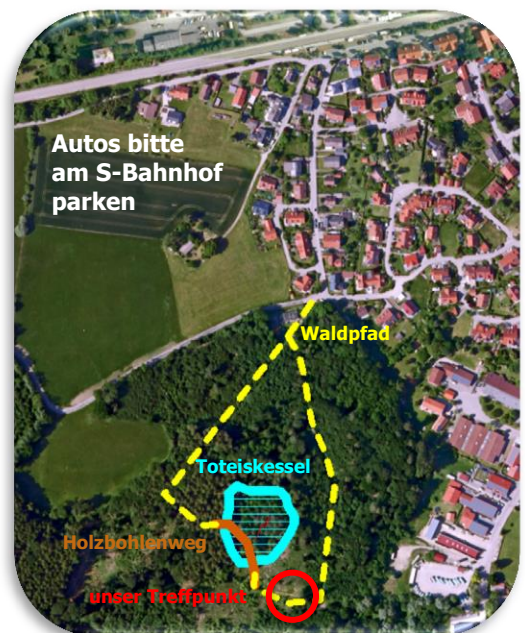 Autos bitte
am S-Bahnhof
parken
Waldpfad
Toteiskessel
Holzbohlenweg
unser Treffpunkt